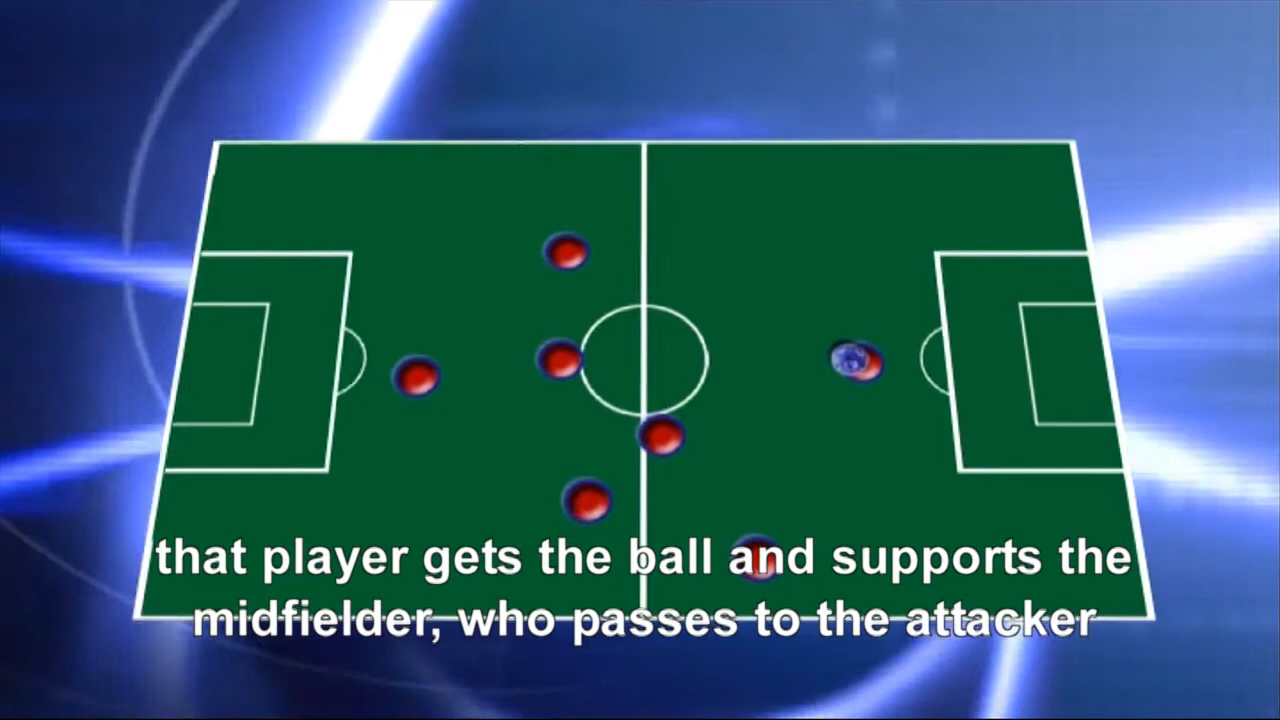 that player gets the ball and supports the
midfielder, who passes to the attacker